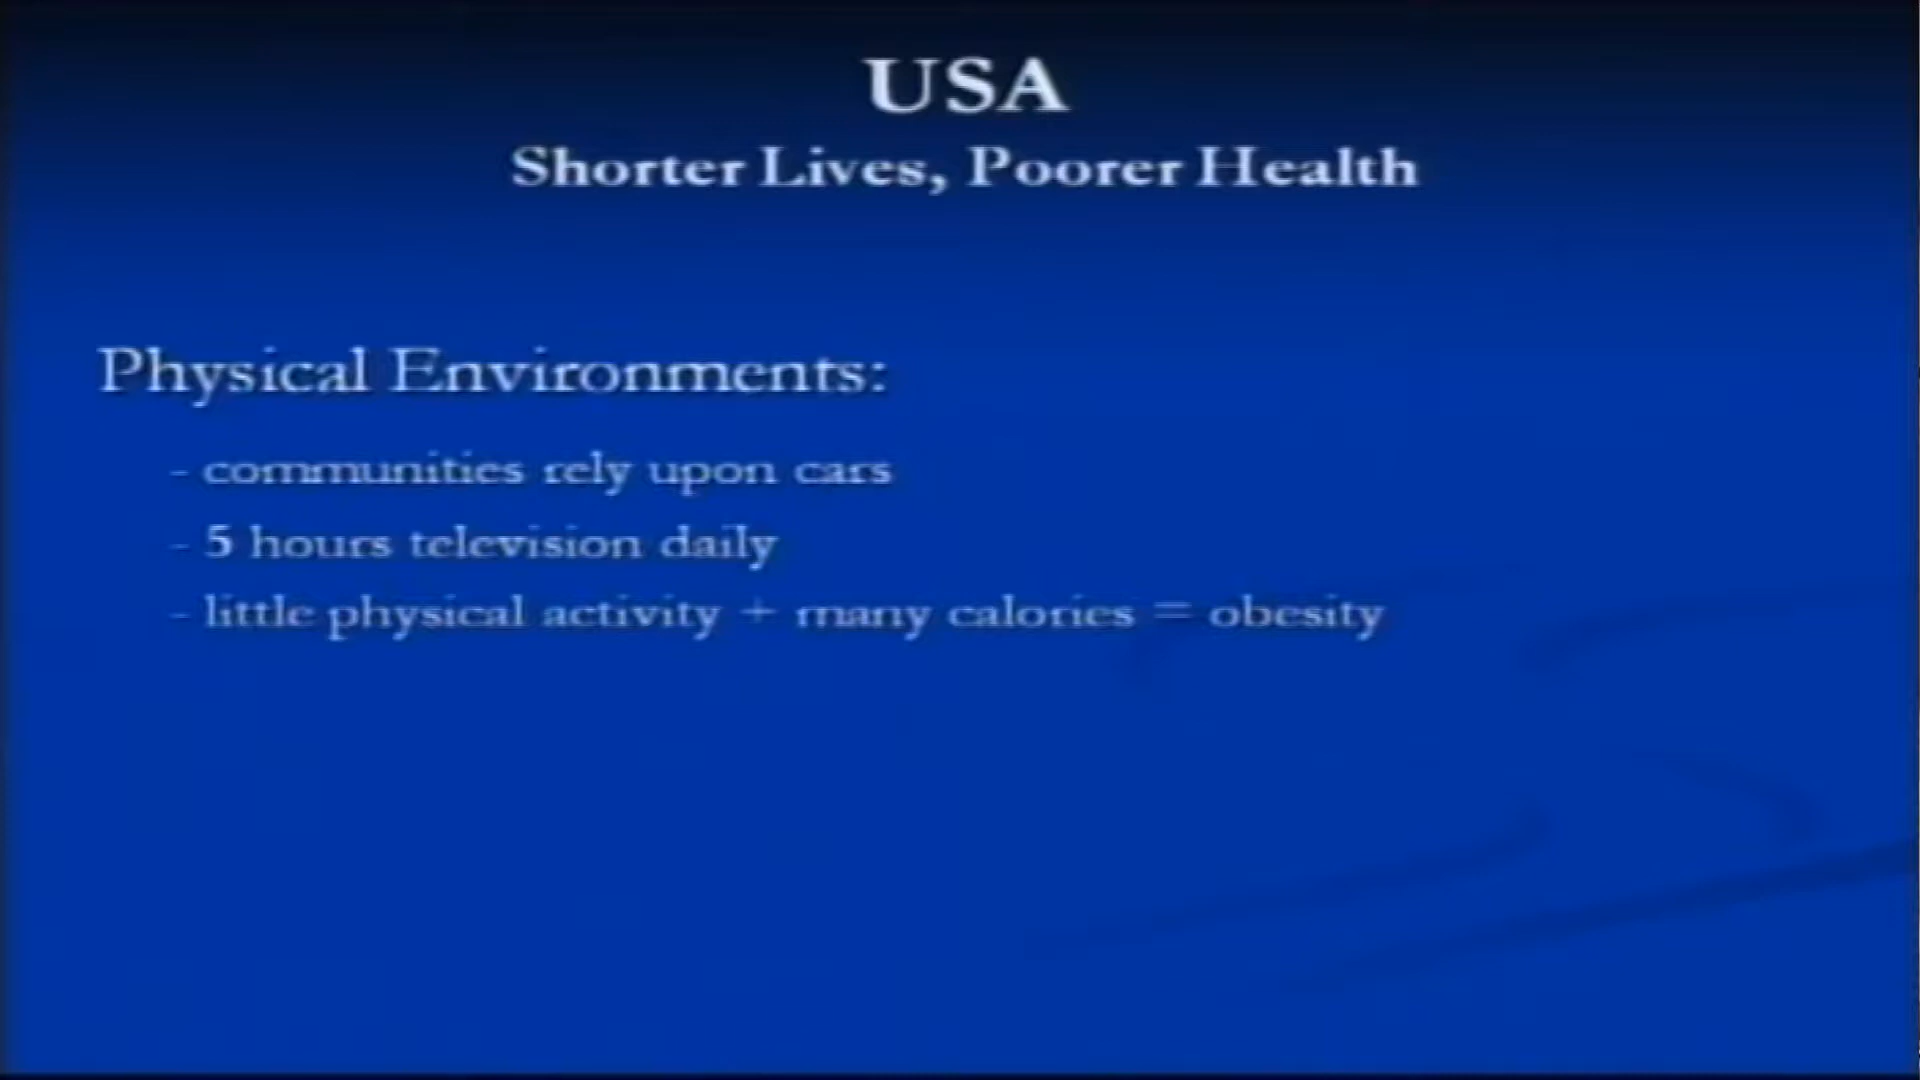 USA
Shorter Lives, Poorer Health
Physical Environments:
- communities rely upon cars
- 5 hours television daily
- little physical activity + many calories = obesity